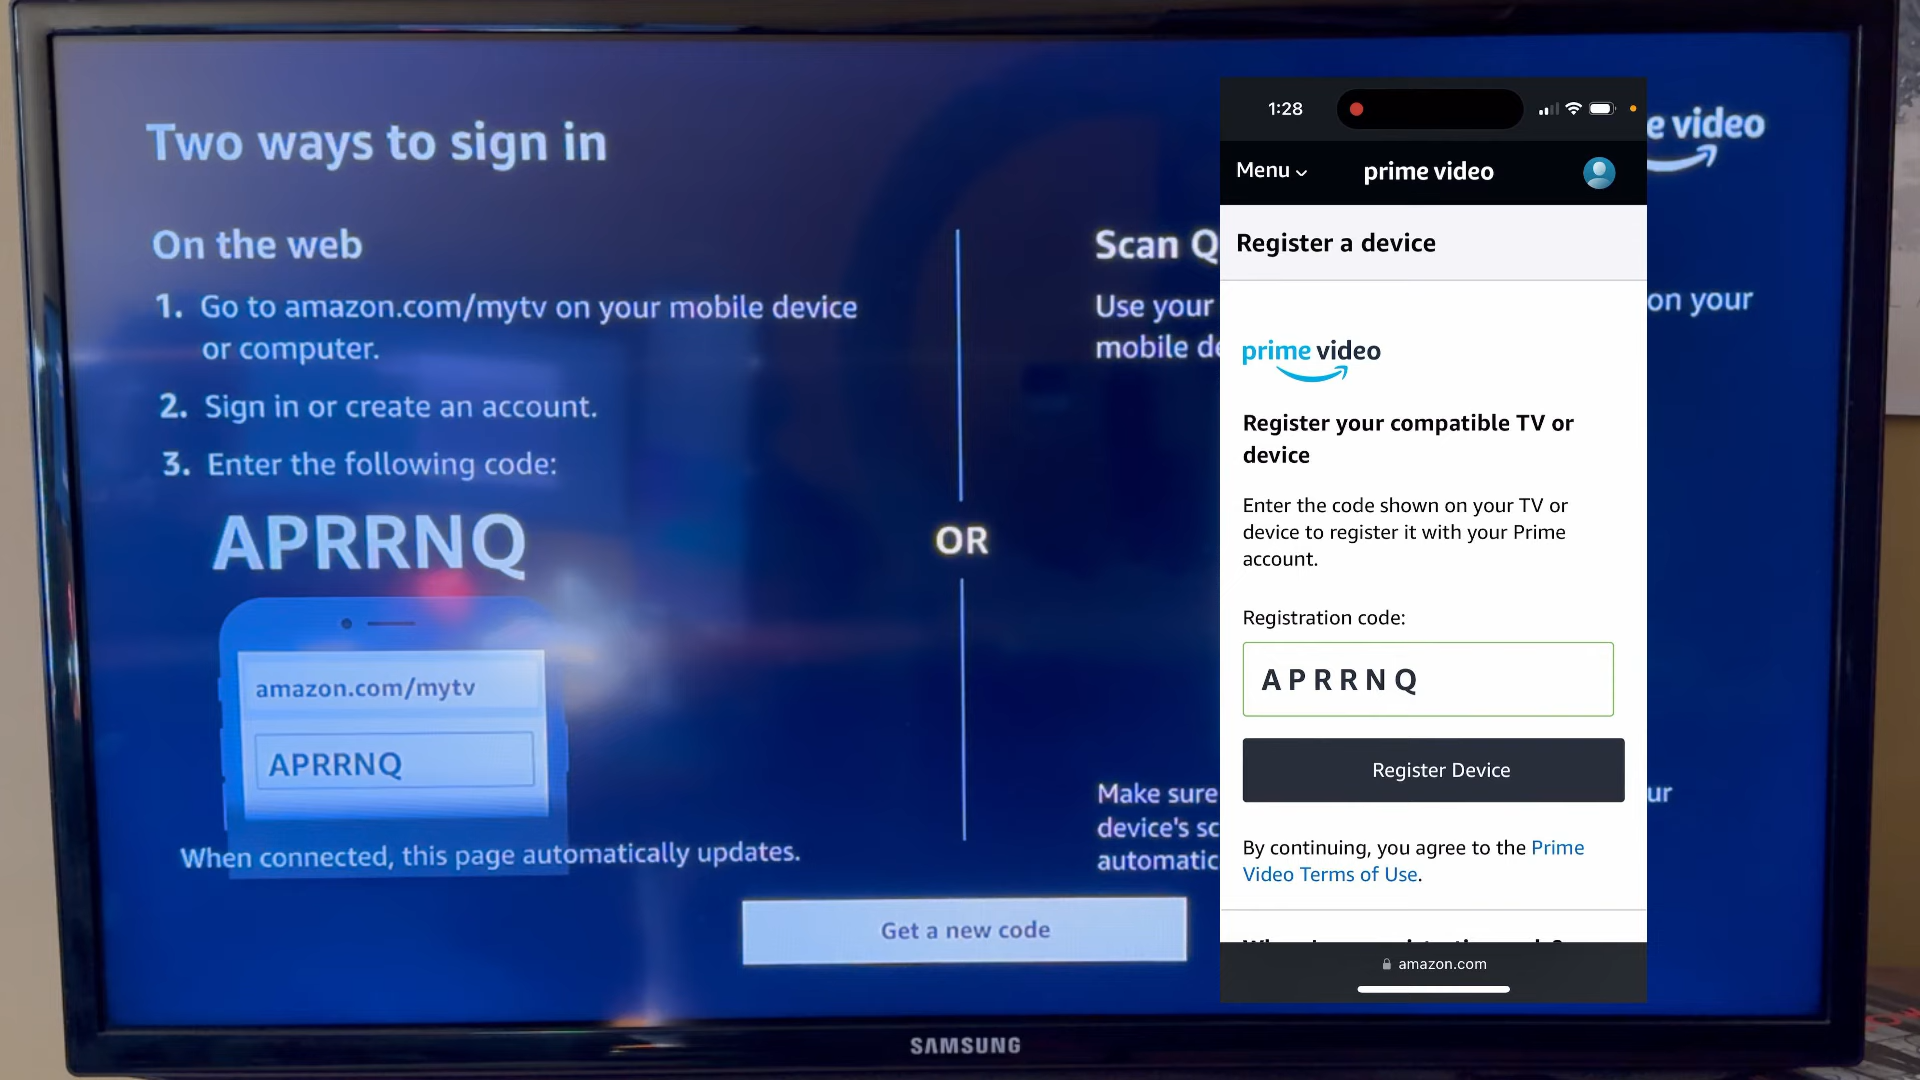 Two ways to sign in
On the web
1. Go to amazon.com/mytv on your mobile device
or computer.
2. Sign in or create an account.
3. Enter the following code:
APRRNQ
amazon.com/mytv
APRRNQ
When connected, this page automatically updates.
OR
Get a new code
e video
Scan Q
Use your
on your
mobile de
Make sure
ur
device's sc
automatic
SAMSUNG
1:28
Menu
prime video
Register a device
prime video
Register your compatible TV or
device
Enter the code shown on your TV or
device to register it with your Prime
account.
Registration code:
APRRNQ
Register Device
By continuing, you agree to the Prime
Video Terms of Use.
amazon.com